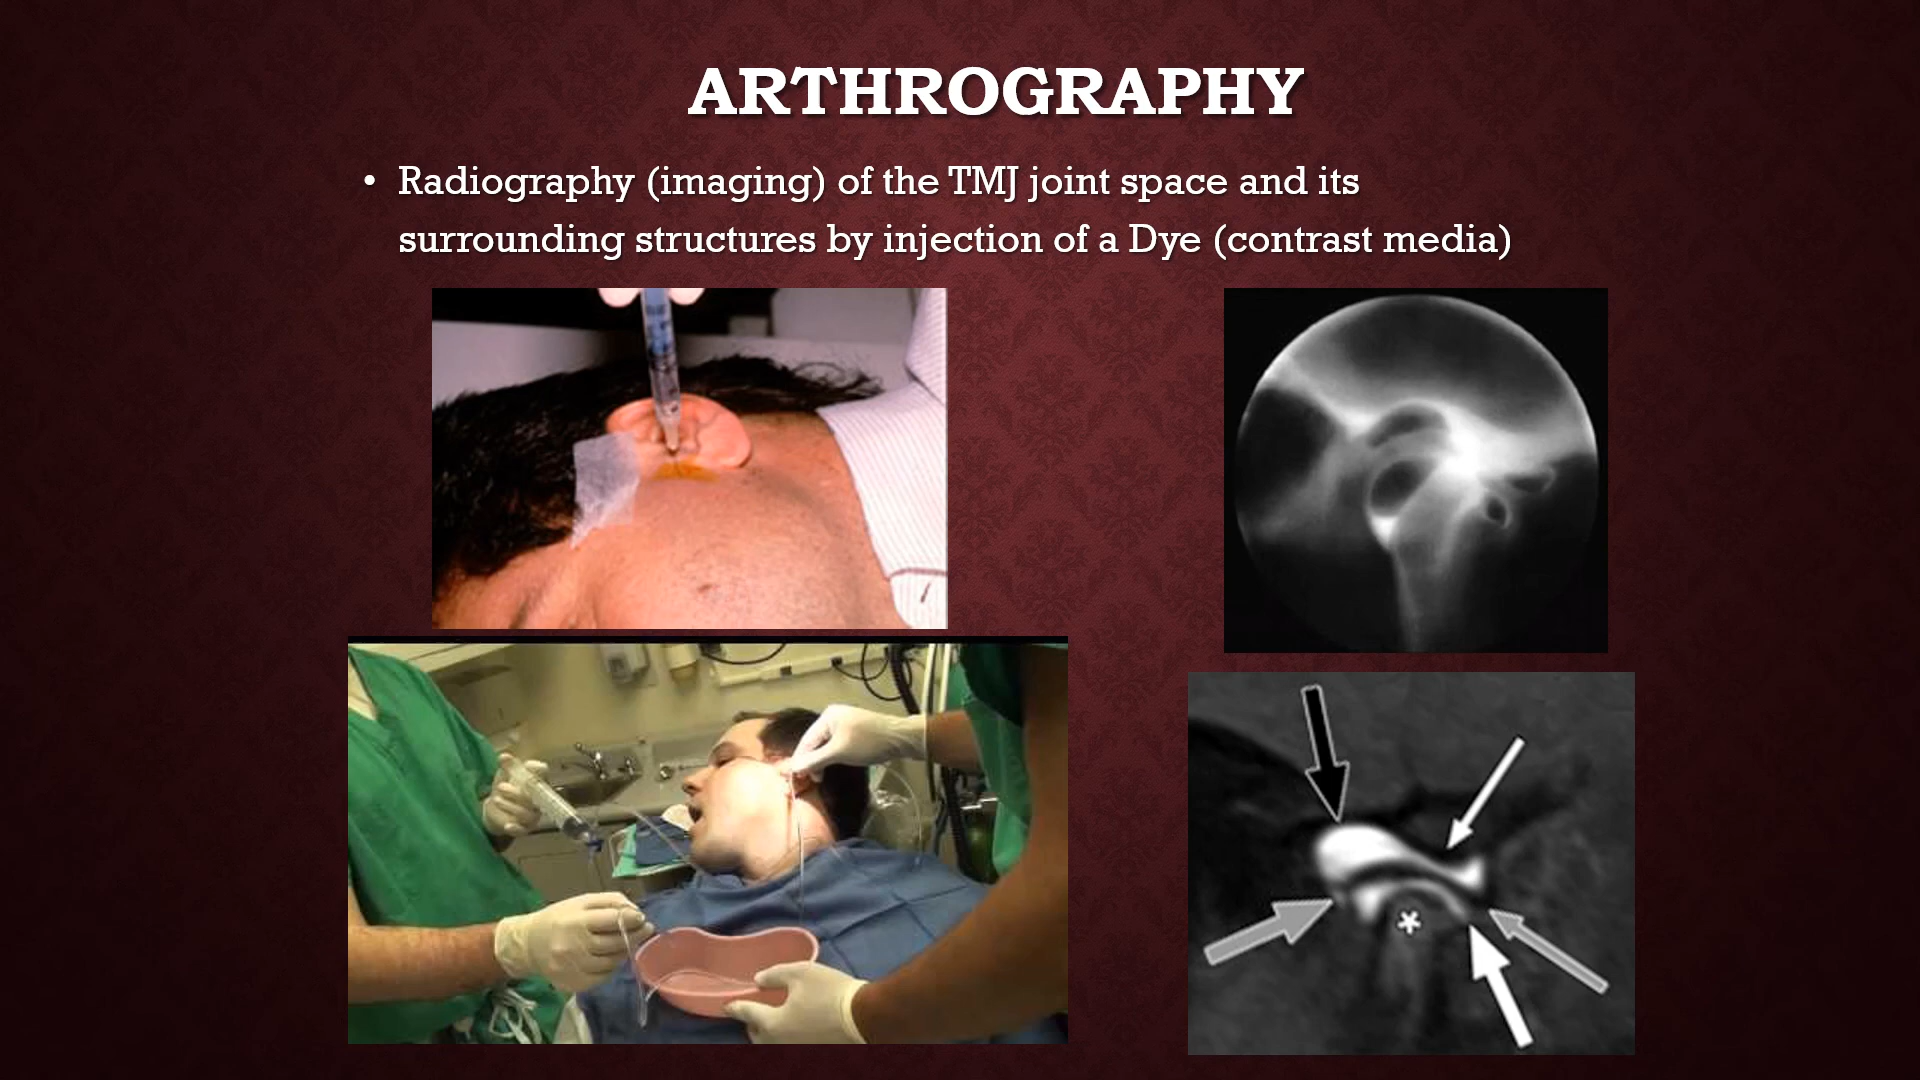 ARTHROGRAPHY
• Radiography (imaging) of the TMJ joint space and its
surrounding structures by injection of a Dye (contrast media)
*